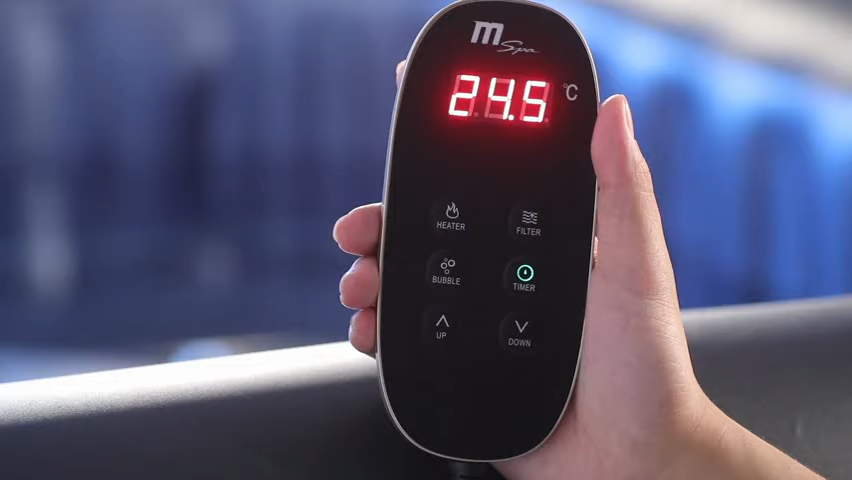 m
Spa
24.5 °C
HEATER FILTER
BUBBLE TIMER
UP DOWN